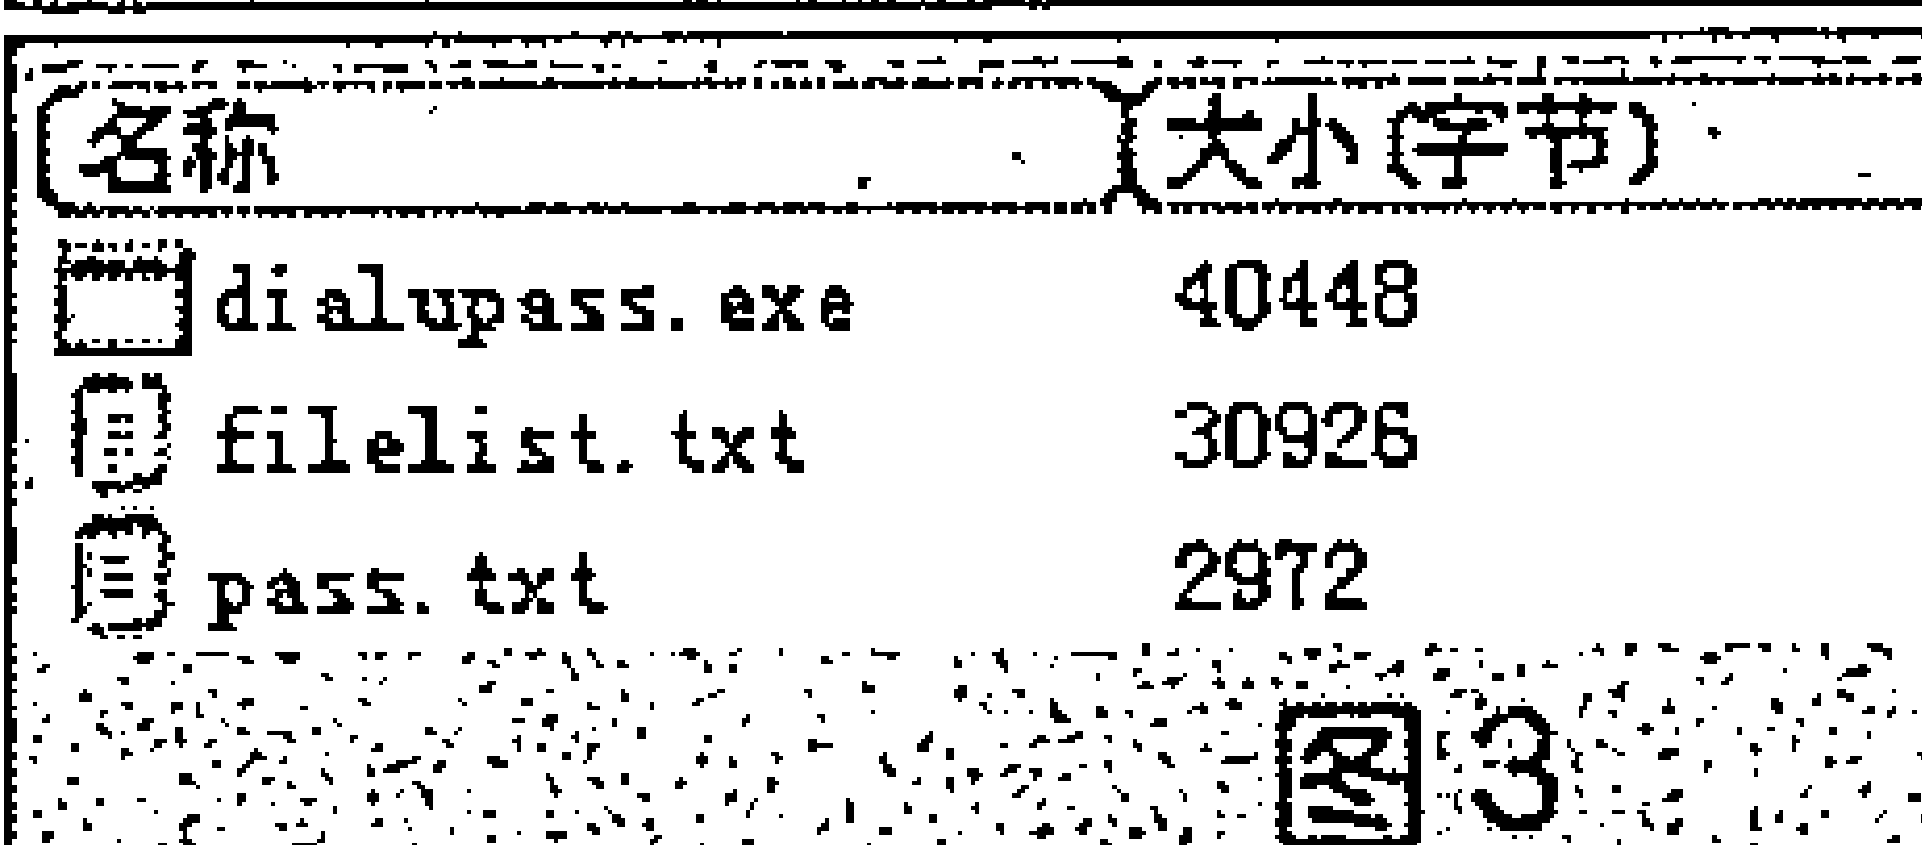 名称 大小(字节)
dialupass.exe 40448
filelist.txt 30926
pass.txt 2972
图 3